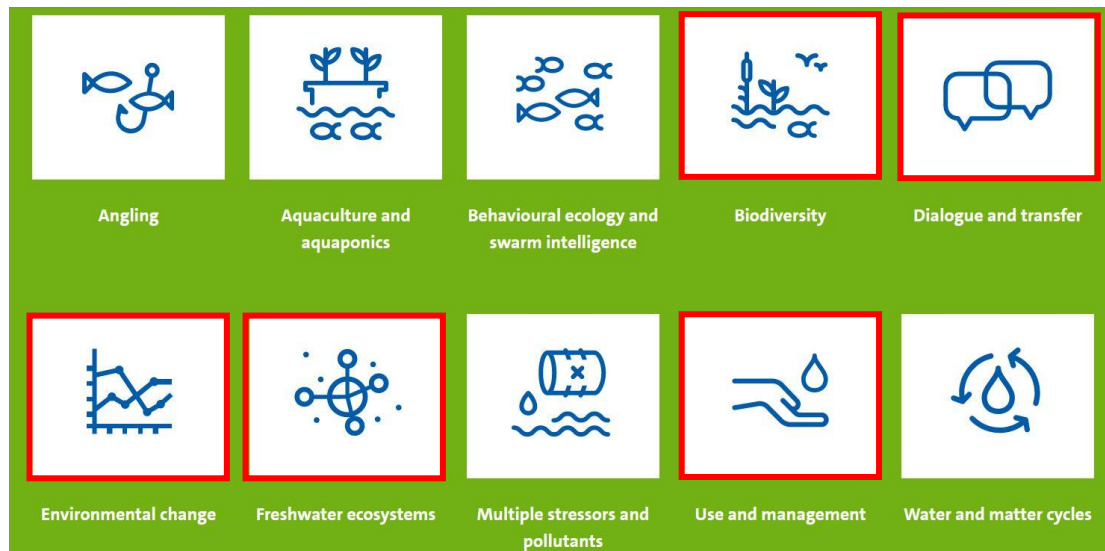 Angling
Aquaculture and
aquaponics
Behavioural ecology and
swarm intelligence
Biodiversity
Dialogue and transfer
Environmental change
Freshwater ecosystems
Multiple stressors and
pollutants
Use and management
Water and matter cycles